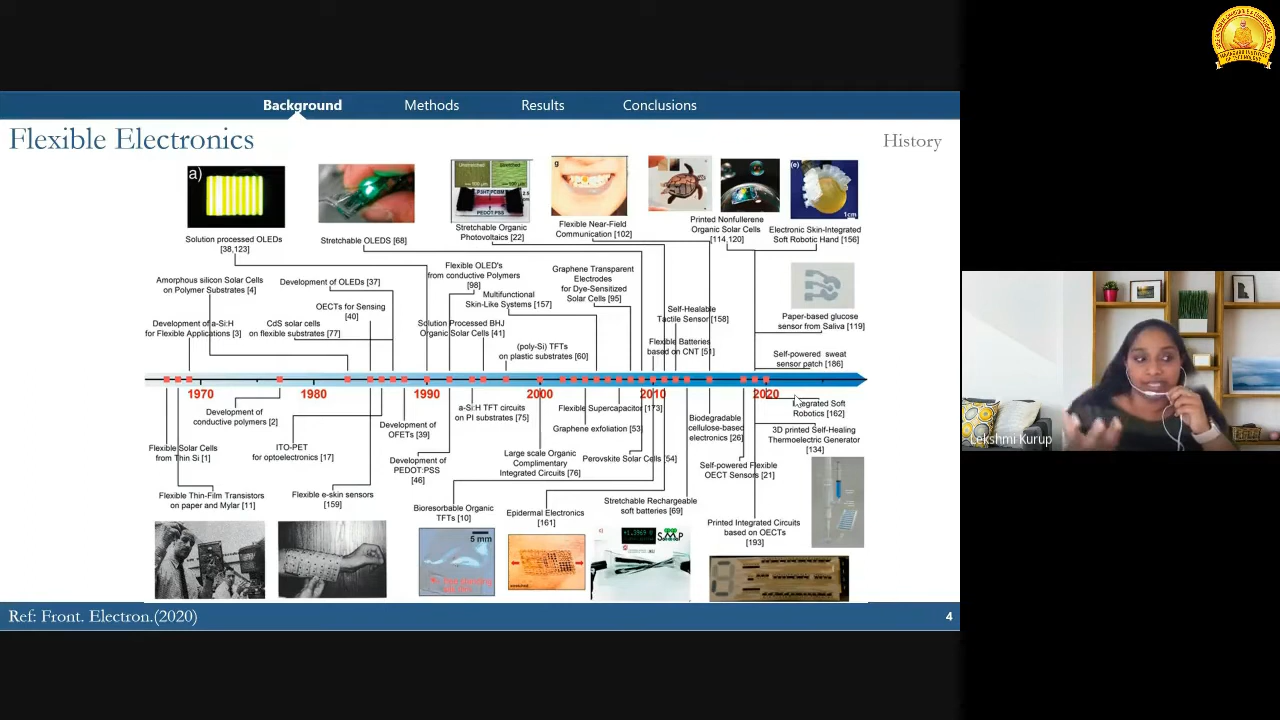 Background Methods Results Conclusions
Flexible Electronics
History
a)
g
(e)
1cm
5 mm
Solution processed OLEDs
[38,123]
Stretchable OLEDS [68]
Stretchable Organic
Photovoltaics [22]
Flexible Near-Field
Communication [102]
Printed Nonfullerene
Organic Solar Cells
[114,120]
Electronic Skin-Integrated
Soft Robotic Hand [156]
Amorphous silicon Solar Cells
on Polymer Substrates [4]
Development of OLEDs [37]
Flexible OLED's
from conductive Polymers
[98]
Graphene Transparent
Electrodes
for Dye-Sensitized
Solar Cells [95]
OECTs for Sensing
[40]
Multifunctional
Skin-Like Systems [157]
Self-Healable
Tactile Sensor [158]
Paper-based glucose
sensor from Saliva [119]
Development of a-Si:H
for Flexible Applications [3]
CdS solar cells
on flexible substrates [77]
Solution Processed BHJ
Organic Solar Cells [41]
(poly-Si) TFTs
on plastic substrates [60]
Flexible Batteries
based on CNT [51]
Self-powered sweat
sensor patch [186]
1970 1980 1990 2000 2010 2020
Development of
conductive polymers [2]
Development of
OFETs [39]
a-Si:H TFT circuits
on PI substrates [75]
Flexible Supercapacitor [173]
Graphene exfoliation [53]
Biodegradable
cellulose-based
electronics [26]
Integrated Soft
Robotics [162]
3D printed Self-Healing
Thermoelectric Generator
[134]
Flexible Solar Cells
from Thin Si [1]
ITO-PET
for optoelectronics [17]
Development of
PEDOT:PSS
[46]
Large scale Organic
Complimentary
Integrated Circuits [76]
Perovskite Solar Cells [54]
Self-powered Flexible
OECT Sensors [21]
Flexible Thin-Film Transistors
on paper and Mylar [11]
Flexible e-skin sensors
[159]
Bioresorbable Organic
TFTs [10]
Epidermal Electronics
[161]
Stretchable Rechargeable
soft batteries [69]
Printed Integrated Circuits
based on OECTs
[193]
Ref: Front. Electron.(2020)
4
Lekshmi Kurup